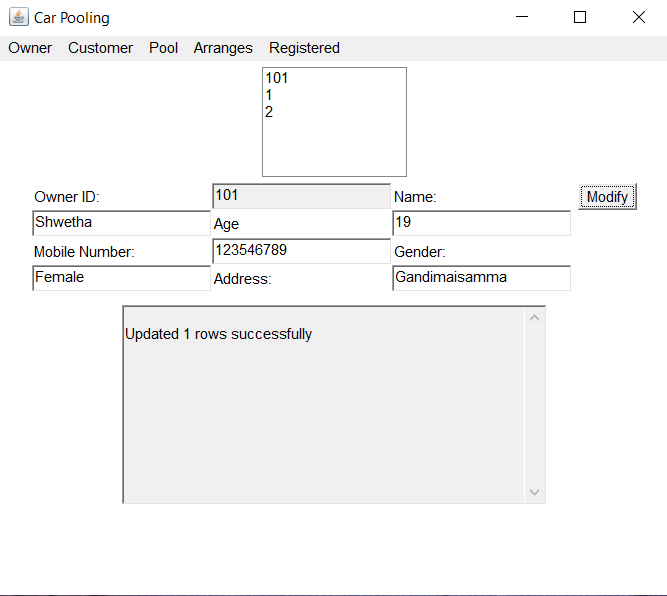 Car Pooling
Owner Customer Pool Arranges Registered
101
1
2
Owner ID: 101 Name: Modify
Shwetha Age 19
Mobile Number: 123546789 Gender:
Female Address: Gandimaisamma
Updated 1 rows successfully